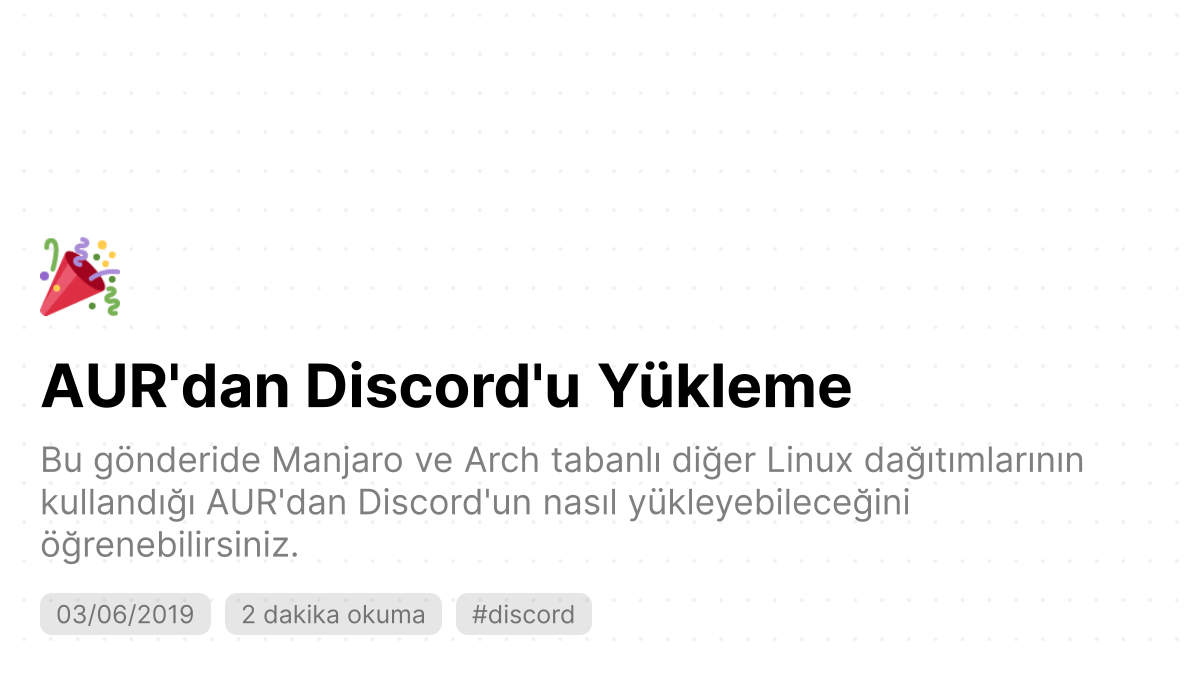 AUR'dan Discord'u Yükleme
Bu gönderide Manjaro ve Arch tabanlı diğer Linux dağıtımlarının
kullandığı AUR'dan Discord'un nasıl yükleyebileceğini
öğrenebilirsiniz.
03/06/2019 2 dakika okuma #discord